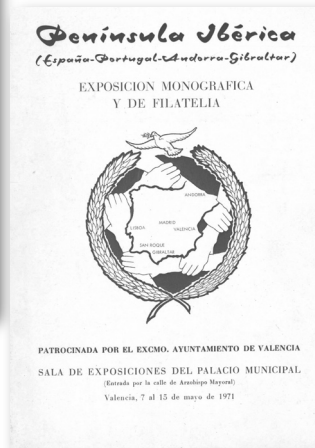 Península Ibérica
(España-Portugal-Andorra-Gibraltar)
EXPOSICION MONOGRAFICA
Y DE FILATELIA
ANDORRA
MADRID
LISBOA
VALENCIA
SAN ROQUE
GIBRALTAR
PATROCINADA POR EL EXCMO. AYUNTAMIENTO DE VALENCIA
SALA DE EXPOSICIONES DEL PALACIO MUNICIPAL
(Entrada por la calle de Arzobispo Mayoral)
Valencia, 7 al 15 de mayo de 1971